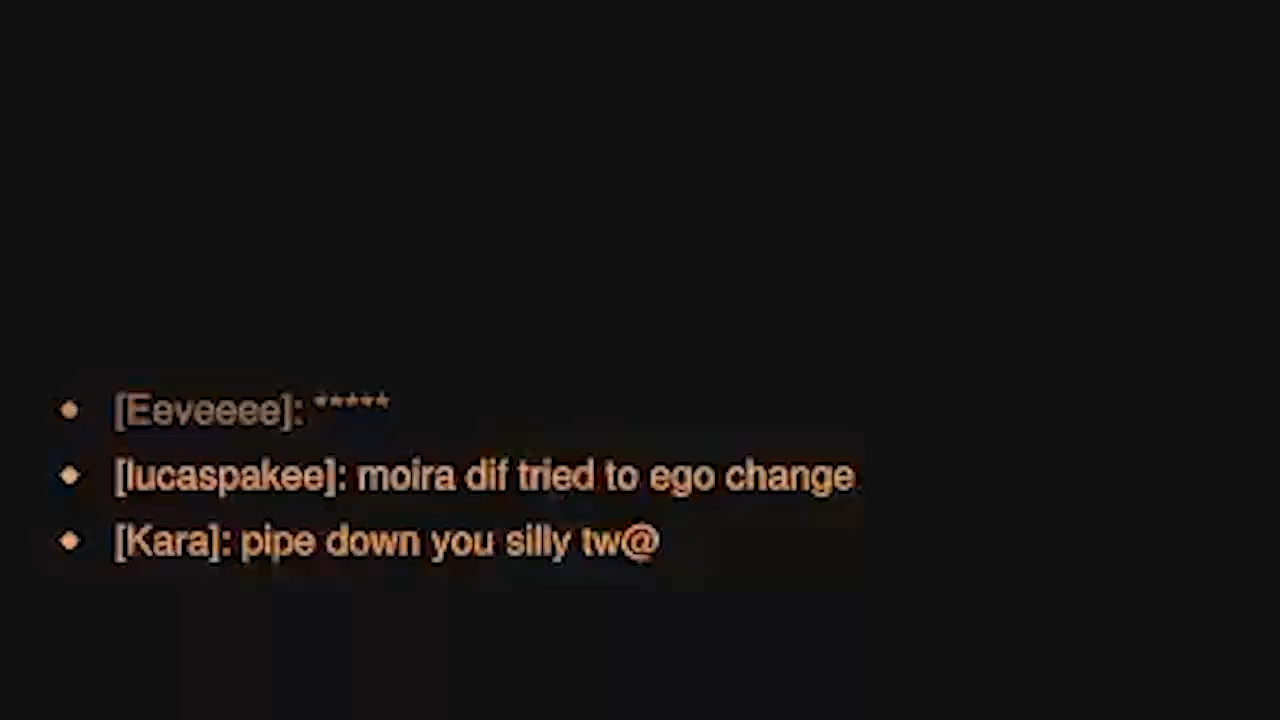 [Eeveeee]: *****
[lucaspakee]: moira dif tried to ego change
[Kara]: pipe down you silly tw@